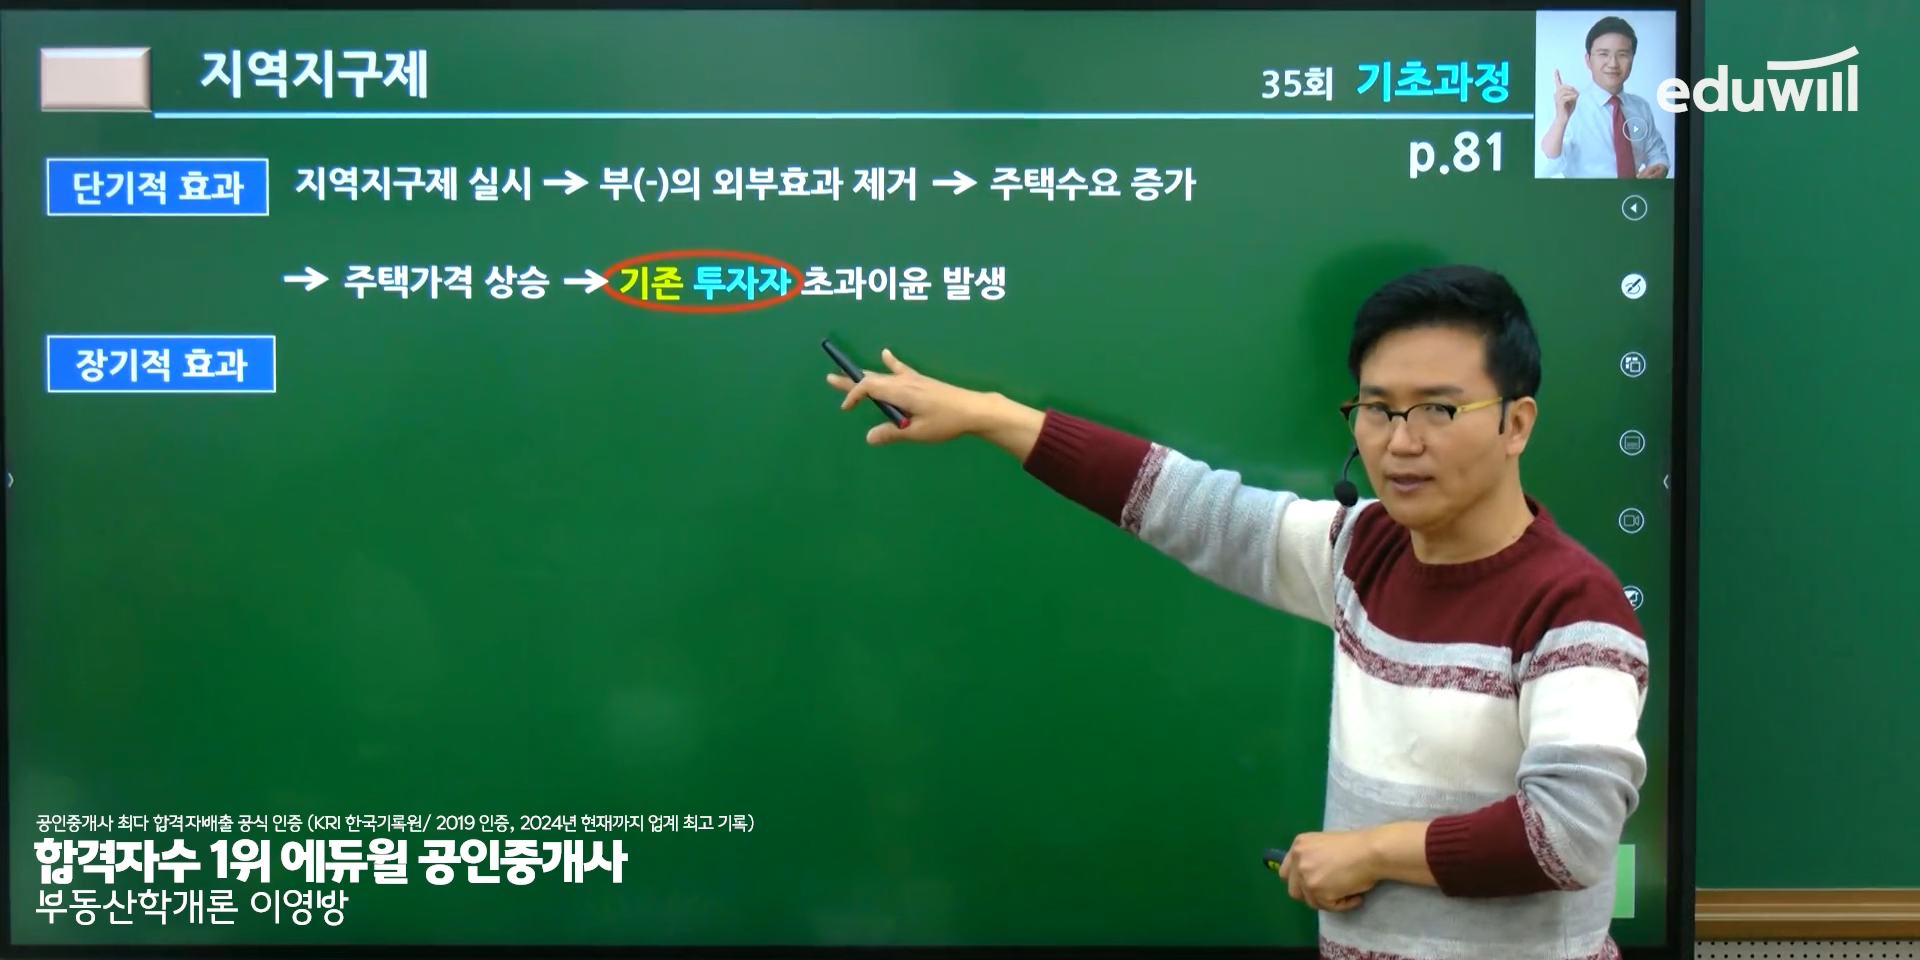 지역지구제
35회 기초과정
eduwill
p.81
단기적 효과 지역지구제 실시 → 부(-)의 외부효과 제거 → 주택수요 증가
→ 주택가격 상승 → 기존 투자자 초과이윤 발생
장기적 효과
공인중개사 최다 합격자배출 공식 인증 (KRI 한국기록원/ 2019 인증, 2024년 현재까지 업계 최고 기록)
합격자수 1위 에듀윌 공인중개사
부동산학개론 이영방